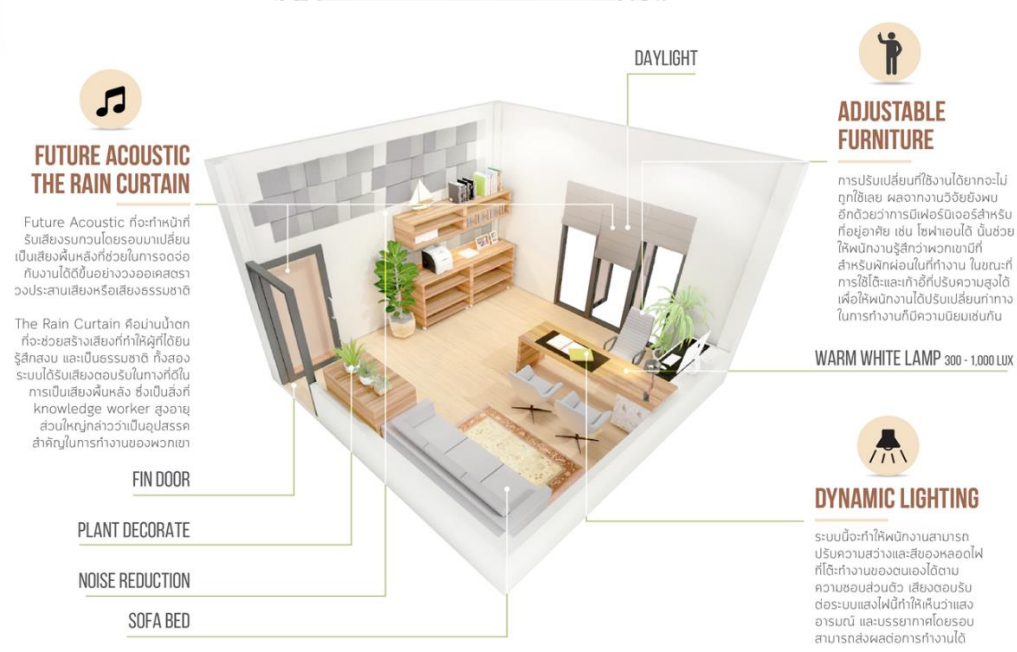 DAYLIGHT
FUTURE ACOUSTIC
THE RAIN CURTAIN
Future Acoustic ที่จะทำหน้าที่
รับเสียงรบกวนโดยรอบมาเปลี่ยน
เป็นเสียงพื้นหลังที่ช่วยในการจดจ่อ
กับงานได้ดีขึ้นอย่างวงออเคสตรา
วงประสานเสียงหรือเสียงธรรมชาติ
The Rain Curtain คือม่านน้ำตก
ที่จะช่วยสร้างเสียงที่ทำให้ผู้ที่ได้ยิน
รู้สึกสงบ และเป็นธรรมชาติ ทั้งสอง
ระบบได้รับเสียงตอบรับในทางที่ดีใน
การเป็นเสียงพื้นหลัง ซึ่งเป็นสิ่งที่
knowledge worker สูงอายุ
ส่วนใหญ่กล่าวว่าเป็นอุปสรรค
สำคัญในการทำงานของพวกเขา
FIN DOOR
PLANT DECORATE
NOISE REDUCTION
SOFA BED
ADJUSTABLE
FURNITURE
การปรับเปลี่ยนที่ใช้งานได้ยากจะไม่
ถูกใช้เลย ผลจากงานวิจัยยังพบ
อีกด้วยว่าการมีเฟอร์นิเจอร์สำหรับ
ที่อยู่อาศัย เช่น โซฟาเอนได้ นั้นช่วย
ให้พนักงานรู้สึกว่าพวกเขามีที่
สำหรับพักผ่อนในที่ทำงาน ในขณะที่
การใช้โต๊ะและเก้าอี้ที่ปรับความสูงได้
เพื่อให้พนักงานได้ปรับเปลี่ยนท่าทาง
ในการทำงานก็มีความนิยมเช่นกัน
WARM WHITE LAMP 300 - 1,000 LUX
DYNAMIC LIGHTING
ระบบนี้จะทำให้พนักงานสามารถ
ปรับความสว่างและสีของหลอดไฟ
ที่โต๊ะทำงานของตนเองได้ตาม
ความชอบส่วนตัว เสียงตอบรับ
ต่อระบบแสงไฟนี้ทำให้เห็นว่าแสง
อารมณ์ และบรรยากาศโดยรอบ
สามารถส่งผลต่อการทำงานได้